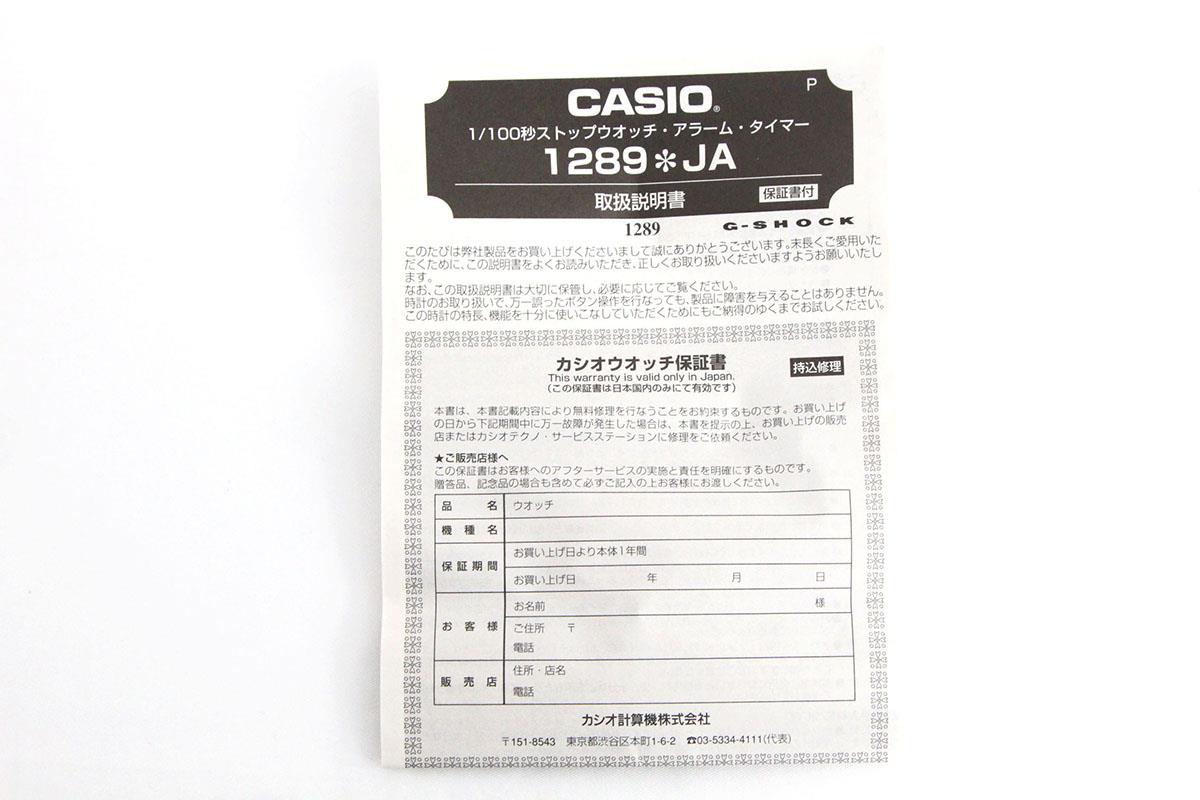 P
CASIO®
1/100秒ストップウオッチ・アラーム・タイマー
1289＊JA
取扱説明書 保証書付
1289 G-SHOCK
このたびは弊社製品をお買い上げくださいまして誠にありがとうございます。末長くご愛用いた
だくために、この説明書をよくお読みいただき、正しくお取り扱いくださいますようお願いいたし
ます。
なお、この取扱説明書は大切に保管し、必要に応じてご覧ください。
時計のお取り扱いで、万一誤ったボタン操作を行なっても、製品に障害を与えることはありません。
この時計の特長、機能を十分に使いこなしていただくためにもご納得のゆくまでお試しください。
カシオウオッチ保証書 持込修理
This warranty is valid only in Japan.
(この保証書は日本国内のみにて有効です)
本書は、本書記載内容により無料修理を行なうことをお約束するものです。お買い上げ
の日から下記期間中に万一故障が発生した場合は、本書を提示の上、お買い上げの販売
店またはカシオテクノ・サービスステーションに修理をご依頼ください。
★ご販売店様へ
この保証書はお客様へのアフターサービスの実施と責任を明確にするものです。
贈答品、記念品の場合も含めて必ずご記入の上お客様にお渡しください。
品名 ウオッチ
機種名
保証期間 お買い上げ日より本体1年間
お買い上げ日 年 月 日
お客様 お名前 様
ご住所 〒
電話
販売店 住所・店名
電話
カシオ計算機株式会社
〒151-8543 東京都渋谷区本町1-6-2 ☎03-5334-4111(代表)